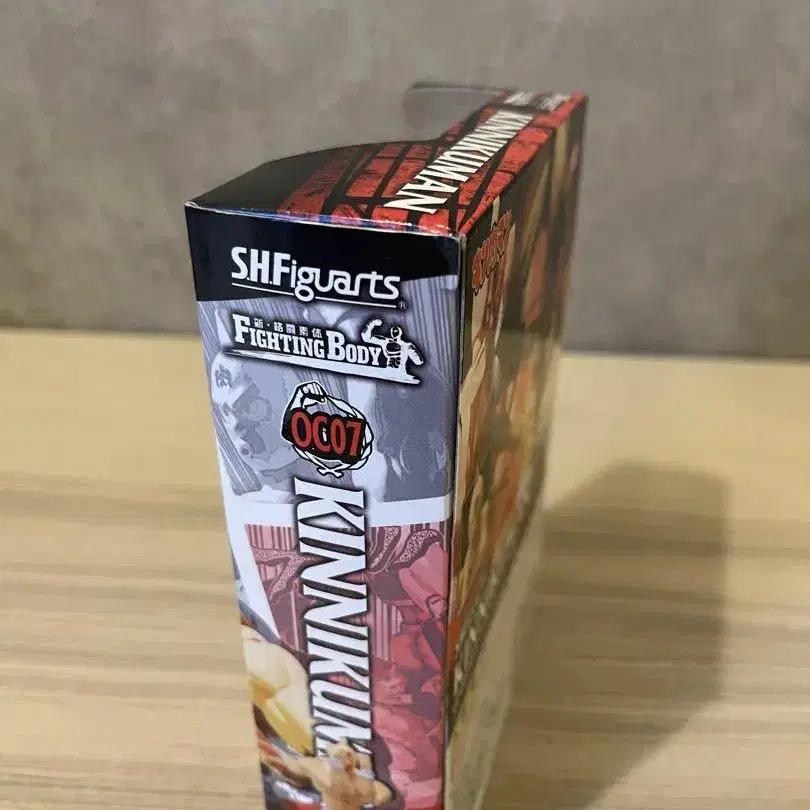 KINNIKUMAN
S.H.Figuarts
新・格闘素体
FIGHTING BODY
OC07
KINNIKUM